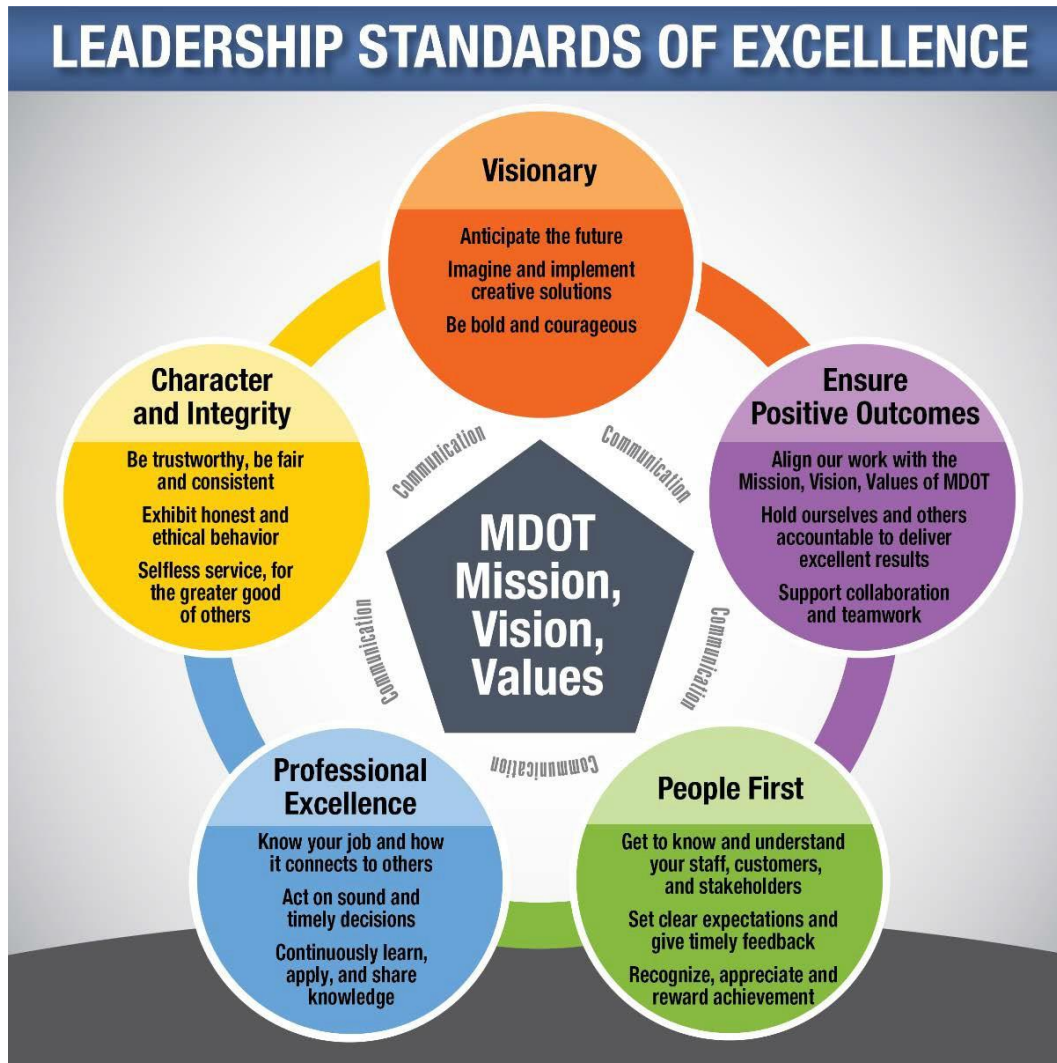 LEADERSHIP STANDARDS OF EXCELLENCE
Visionary
Anticipate the future
Imagine and implement
creative solutions
Be bold and courageous
Character
and Integrity
Be trustworthy, be fair
and consistent
Exhibit honest and
ethical behavior
Selfless service, for
the greater good
of others
Ensure
Positive Outcomes
Align our work with the
Mission, Vision, Values of MDOT
Hold ourselves and others
accountable to deliver
excellent results
Support collaboration
and teamwork
Communication
Communication
MDOT
Mission,
Vision,
Values
Communication
Communication
Communication
Professional
Excellence
Know your job and how
it connects to others
Act on sound and
timely decisions
Continuously learn,
apply, and share
knowledge
People First
Get to know and understand
your staff, customers,
and stakeholders
Set clear expectations and
give timely feedback
Recognize, appreciate and
reward achievement